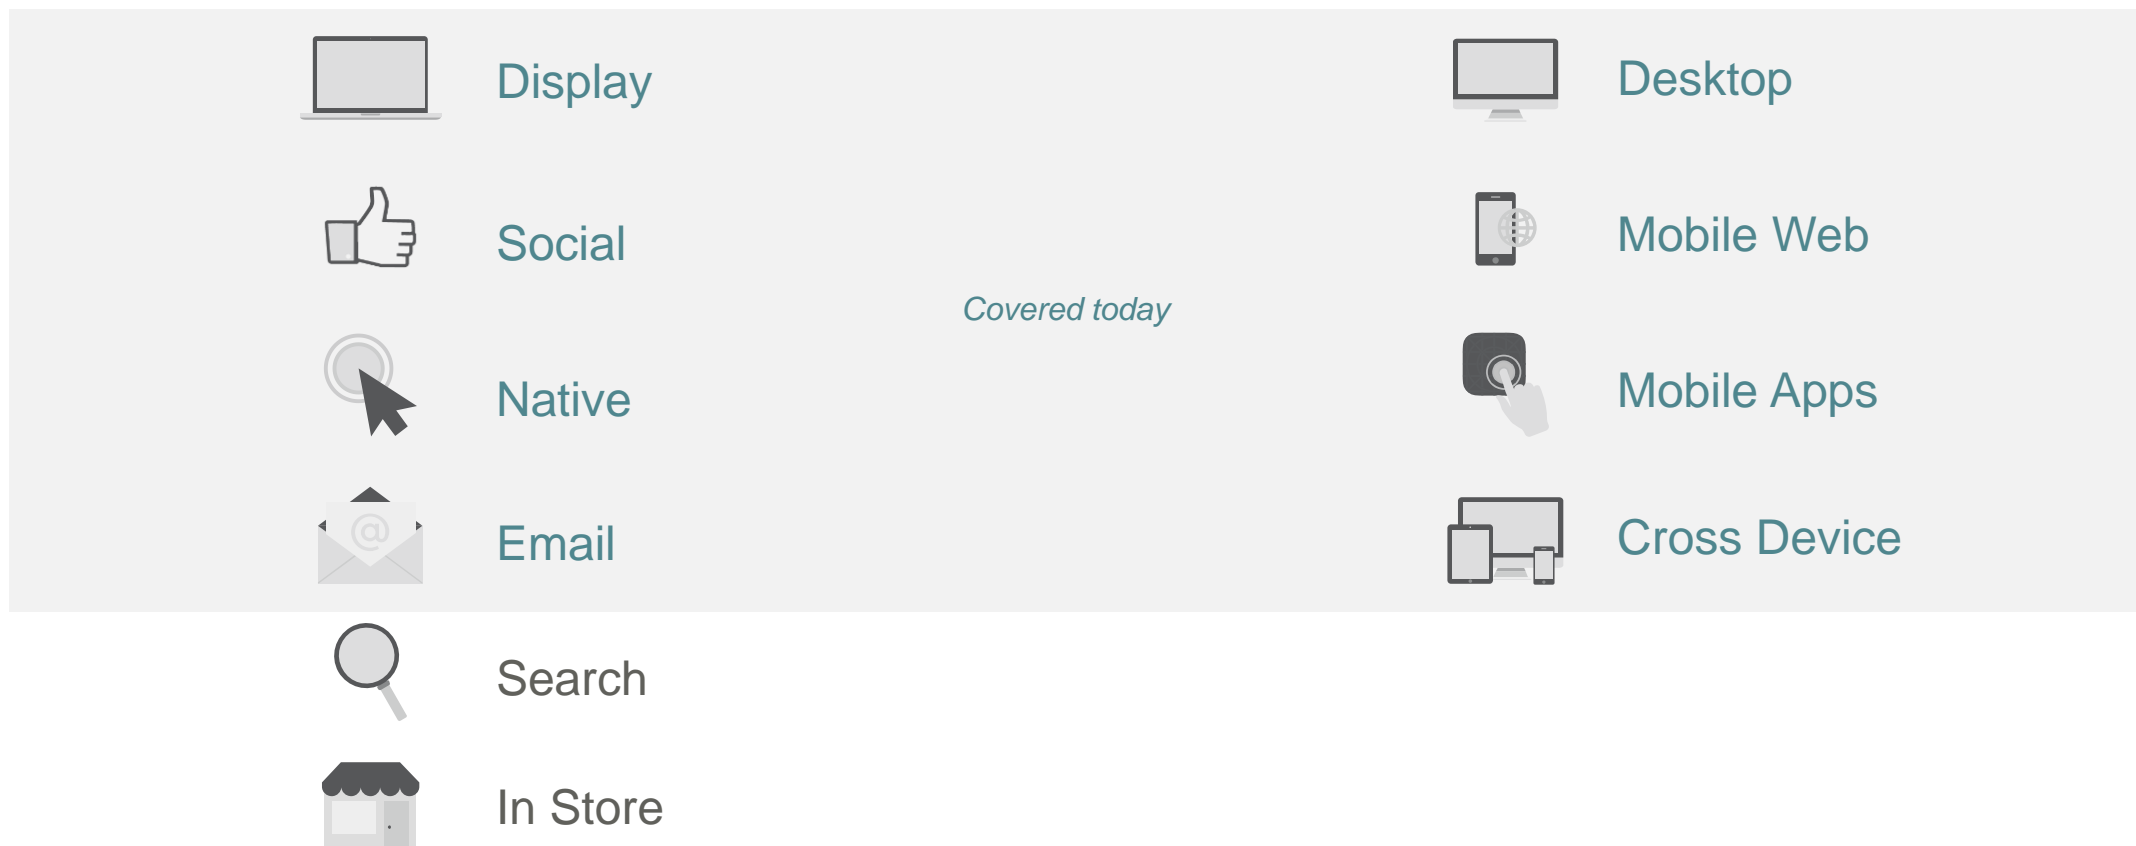 Display
Social
Native
Email
Search
In Store
Covered today
Desktop
Mobile Web
Mobile Apps
Cross Device
@